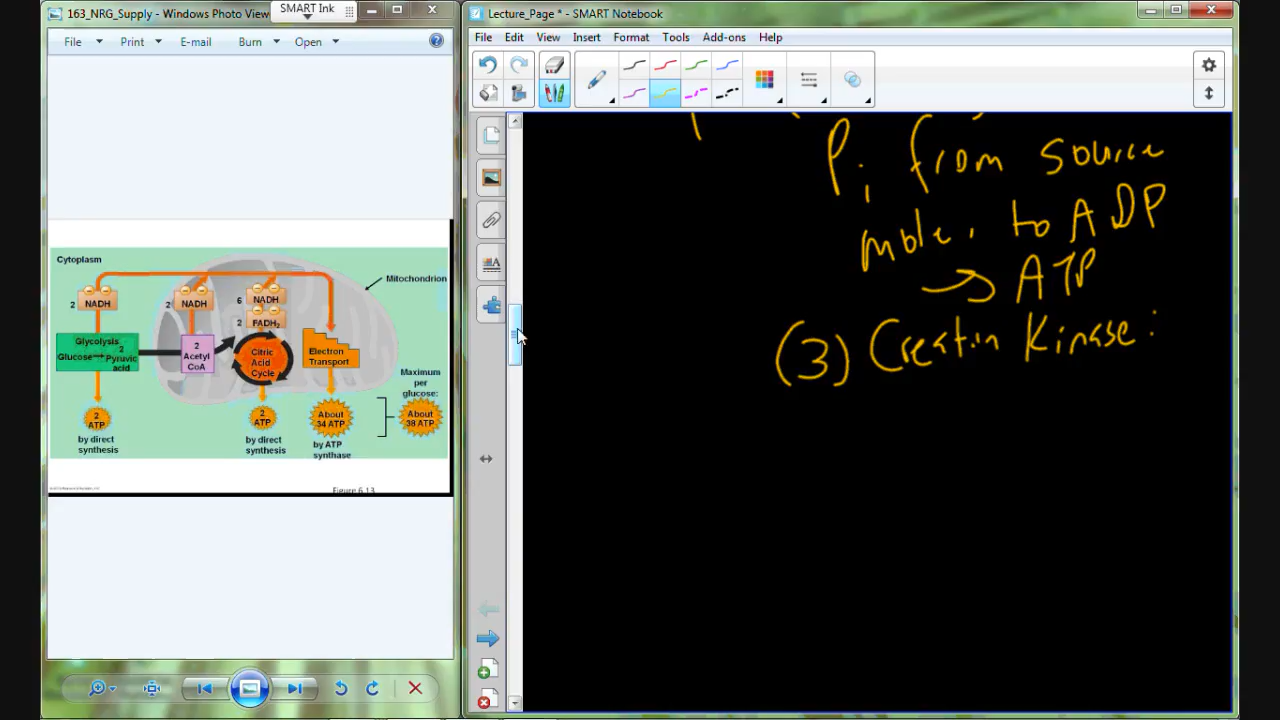 163_NRG_Supply - Windows Photo View
SMART Ink
File Print E-mail Burn Open
Cytoplasm
Mitochondrion
2 NADH
2 NADH
6 NADH
2 FADH₂
Glycolysis
Glucose 2 Pyruvic acid
2 Acetyl CoA
Citric Acid Cycle
Electron Transport
Maximum per glucose:
2 ATP
2 ATP
About 34 ATP
About 38 ATP
by direct synthesis
by direct synthesis
by ATP synthase
Figure 6.13
Lecture_Page * - SMART Notebook
File Edit View Insert Format Tools Add-ons Help
Pi from source
mole. to ADP
→ ATP
(3) Creatin Kinase: